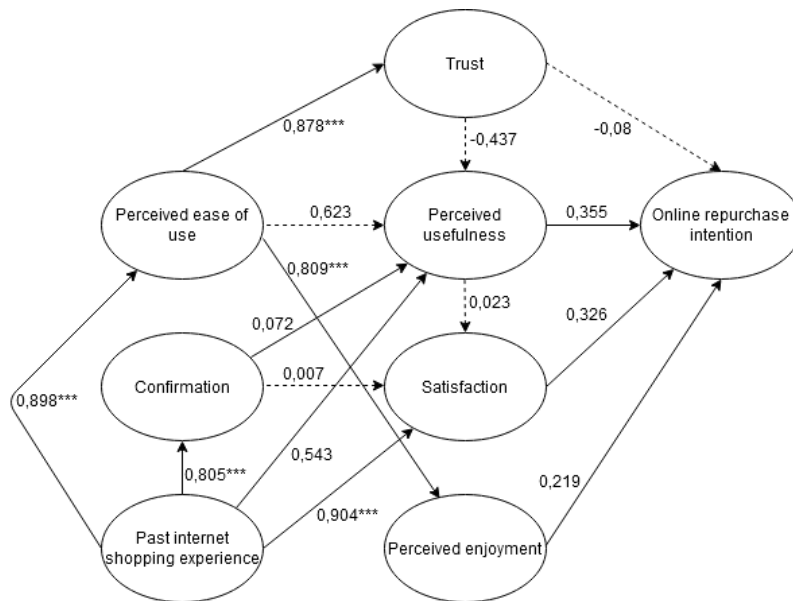 Trust
0,878***
-0,437
-0,08
Perceived ease of
use
0,623
Perceived
usefulness
0,355
Online repurchase
intention
0,809***
0,072
0,023
0,326
Confirmation
0,007
Satisfaction
0,898***
0,805***
0,543
0,904***
0,219
Past internet
shopping experience
Perceived enjoyment